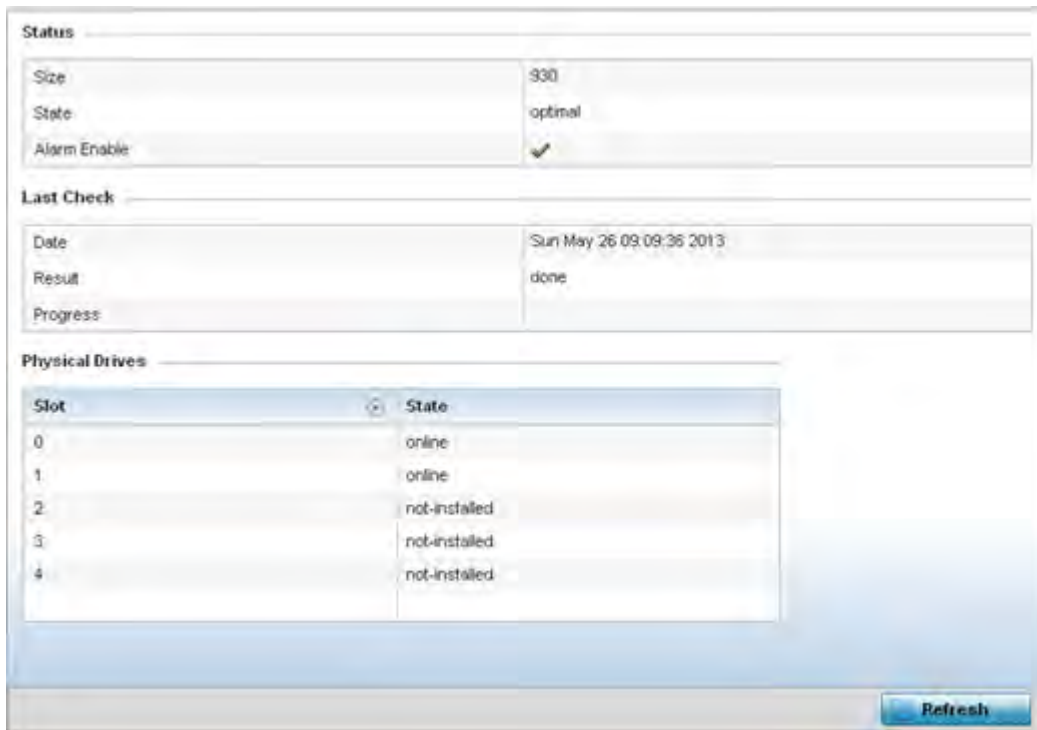 Status
Size 930
State optimal
Alarm Enable
Last Check
Date Sun May 26 09:09:36 2013
Result done
Progress
Physical Drives
Slot State
0 online
1 online
2 not-installed
3 not-installed
4 not-installed
Refresh